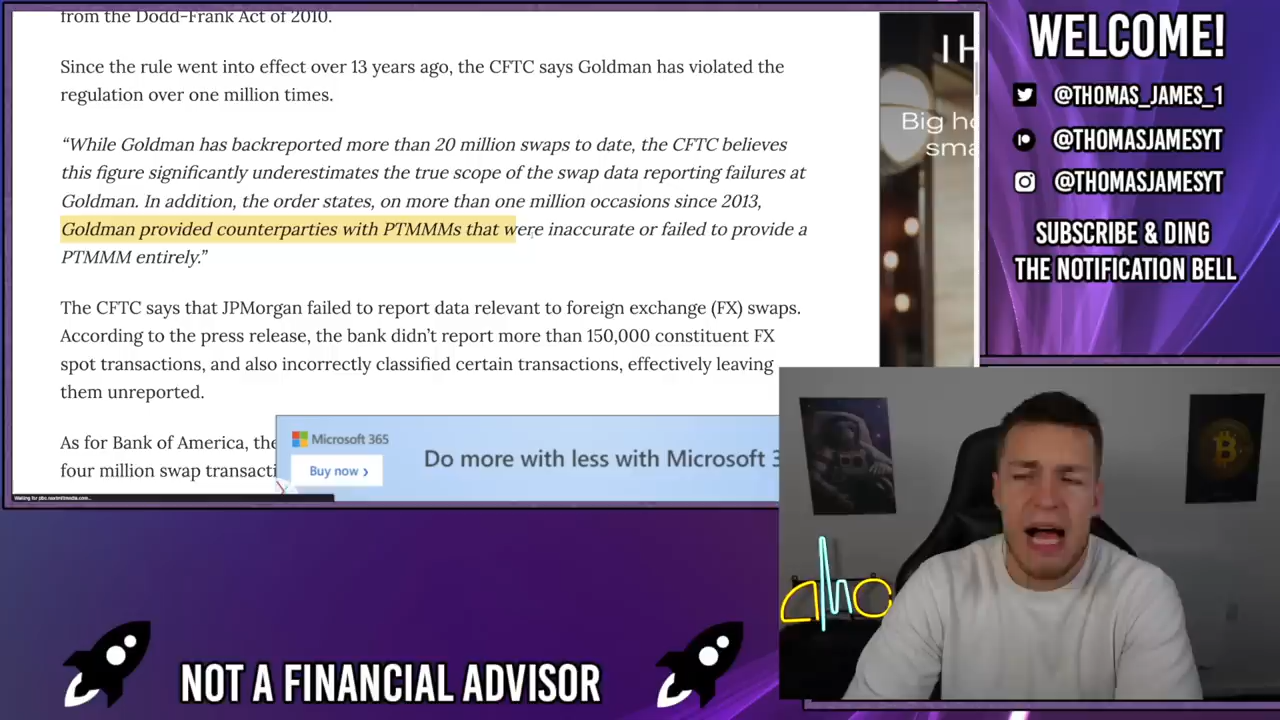 from the Dodd-Frank Act of 2010.
Since the rule went into effect over 13 years ago, the CFTC says Goldman has violated the
regulation over one million times.
“While Goldman has backreported more than 20 million swaps to date, the CFTC believes
this figure significantly underestimates the true scope of the swap data reporting failures at
Goldman. In addition, the order states, on more than one million occasions since 2013,
Goldman provided counterparties with PTMMMs that were inaccurate or failed to provide a
PTMMM entirely.”
The CFTC says that JPMorgan failed to report data relevant to foreign exchange (FX) swaps.
According to the press release, the bank didn’t report more than 150,000 constituent FX
spot transactions, and also incorrectly classified certain transactions, effectively leaving
them unreported.
As for Bank of America, the
four million swap transacti
Microsoft 365
Buy now ›
Do more with less with Microsoft 3
I H
Big ho
sma
WELCOME!
@THOMAS_JAMES_1
@THOMASJAMESYT
@THOMASJAMESYT
SUBSCRIBE & DING
THE NOTIFICATION BELL
NOT A FINANCIAL ADVISOR